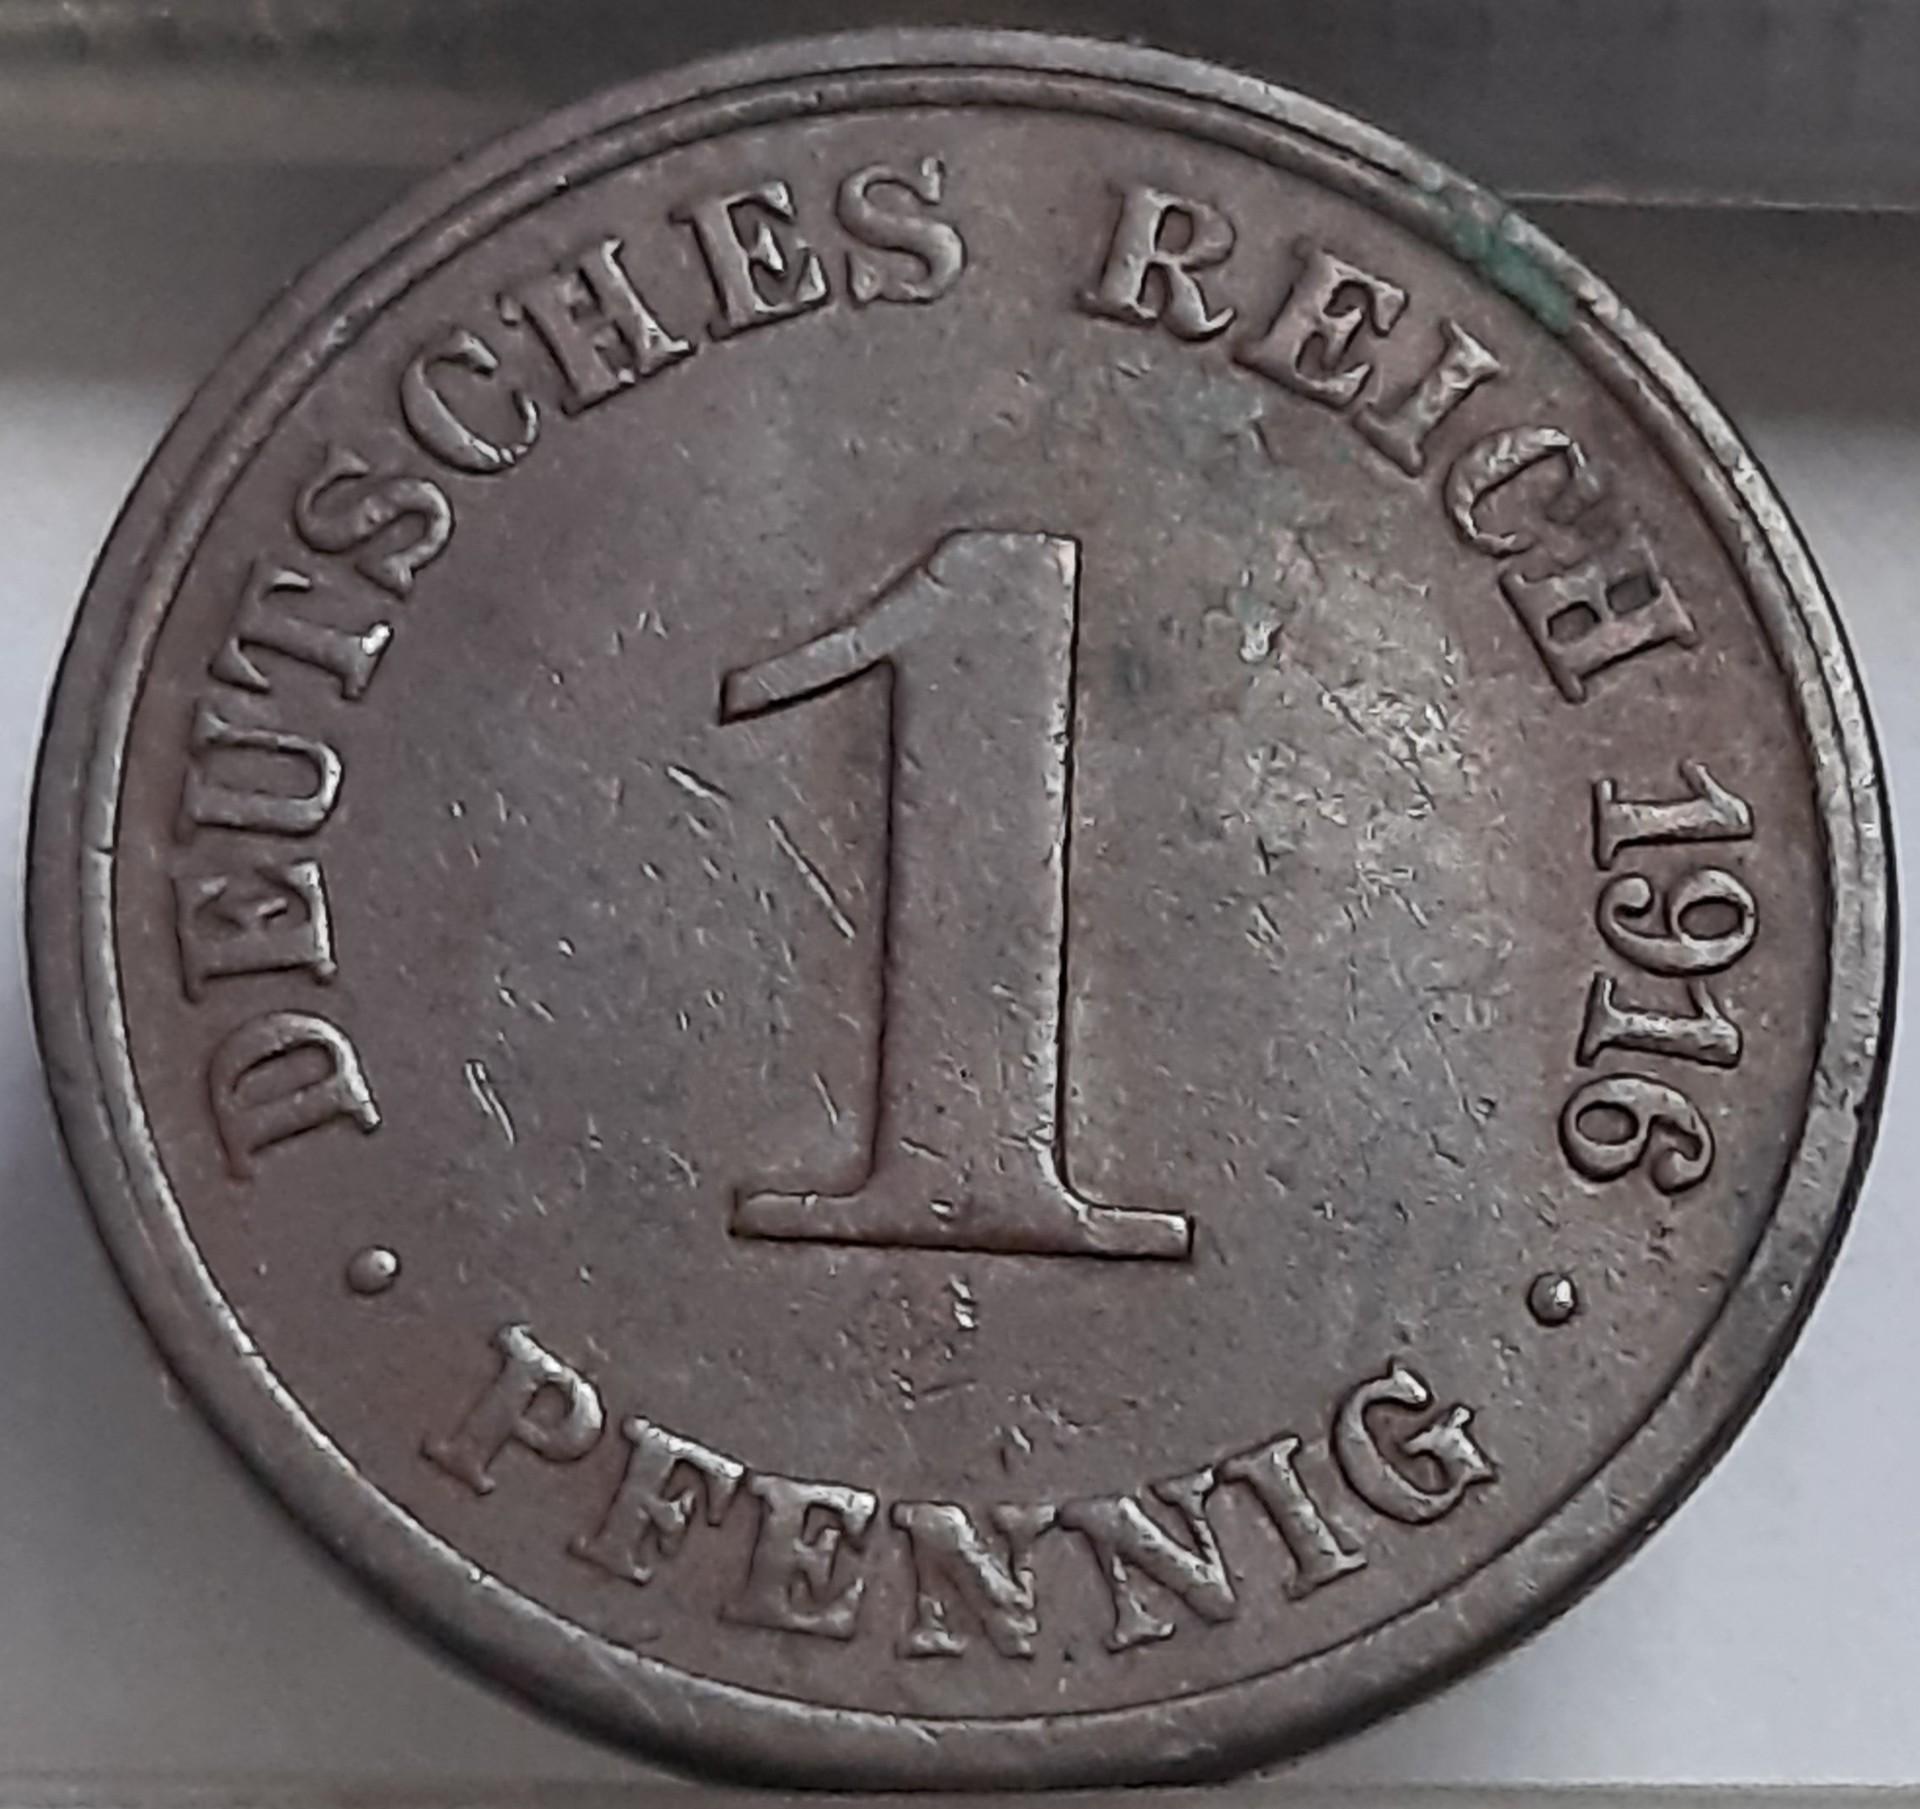 DEUTSCHES REICH 1916
1
• PFENNIG •